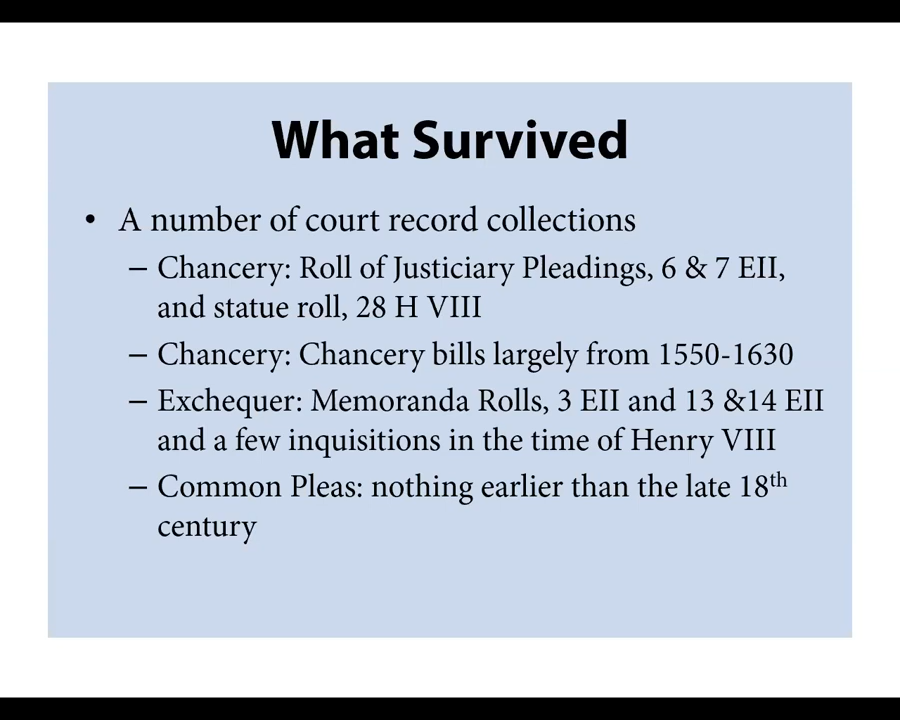 What Survived
• A number of court record collections
– Chancery: Roll of Justiciary Pleadings, 6 & 7 EII,
and statue roll, 28 H VIII
– Chancery: Chancery bills largely from 1550-1630
– Exchequer: Memoranda Rolls, 3 EII and 13 &14 EII
and a few inquisitions in the time of Henry VIII
– Common Pleas: nothing earlier than the late 18th
century